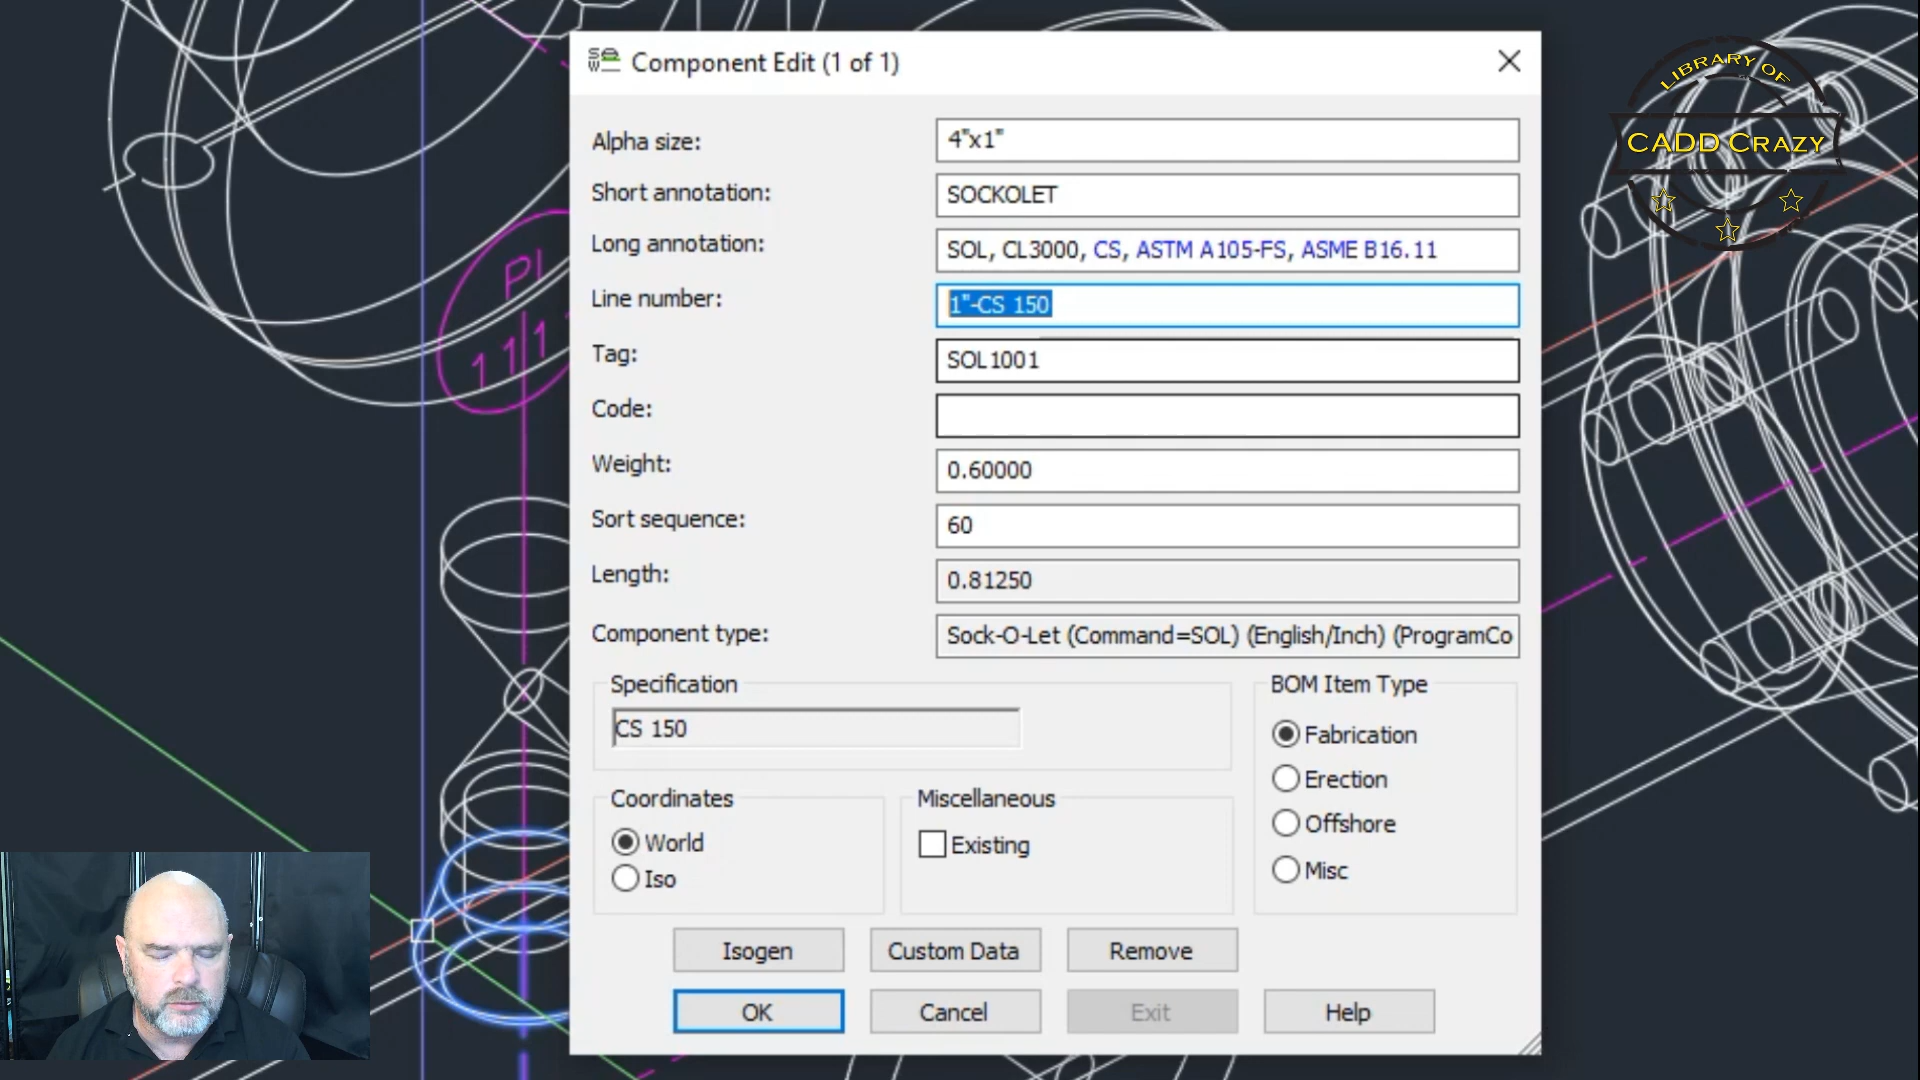 Component Edit (1 of 1)
LIBRARY OF
CADD CRAZY
Alpha size: 4"x1"
Short annotation: SOCKOLET
Long annotation: SOL, CL3000, CS, ASTM A105-FS, ASME B16.11
Line number: 1"-CS 150
Tag: SOL1001
Code:
Weight: 0.60000
Sort sequence: 60
Length: 0.81250
Component type: Sock-O-Let (Command=SOL) (English/Inch) (ProgramCo
Specification
CS 150
BOM Item Type
Fabrication
Erection
Offshore
Misc
Coordinates
World
Iso
Miscellaneous
Existing
Isogen Custom Data Remove
OK Cancel Exit Help
PI